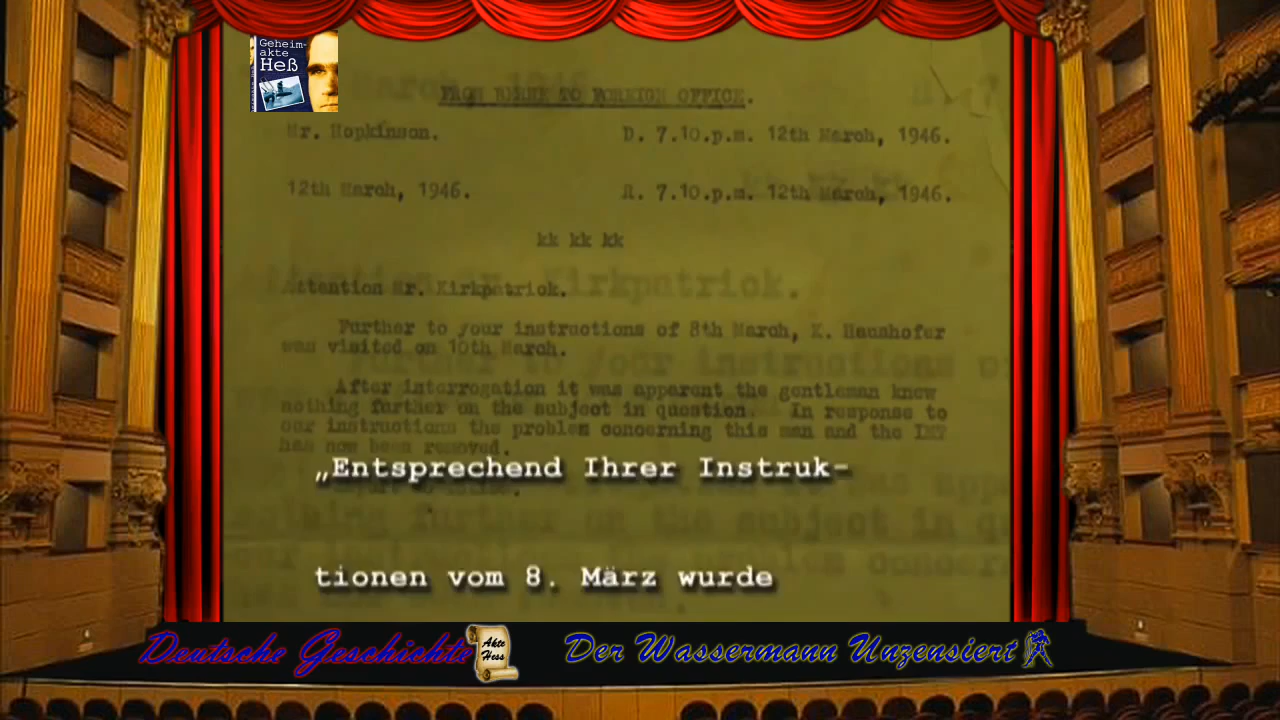 Geheim-
akte
Heß
March, 1946
FROM BERNE TO FOREIGN OFFICE.
Mr. Hopkinson.
D. 7.10.p.m. 12th March, 1946.
12th March, 1946.
R. 7.10.p.m. 12th March, 1946.
kk kk kk
Attention Mr. Kirkpatrick.
Further to your instructions of 8th March, K. Haushofer
was visited on 10th March.
After interrogation it was apparent the gentleman knew
nothing further on the subject in question. In response to
our instructions the problem concerning this man and the
has now been removed.
„Entsprechend Ihrer Instruk-
tionen vom 8. März wurde
Deutsche Geschichte
Akte
Hess
Der Wassermann Unzensiert